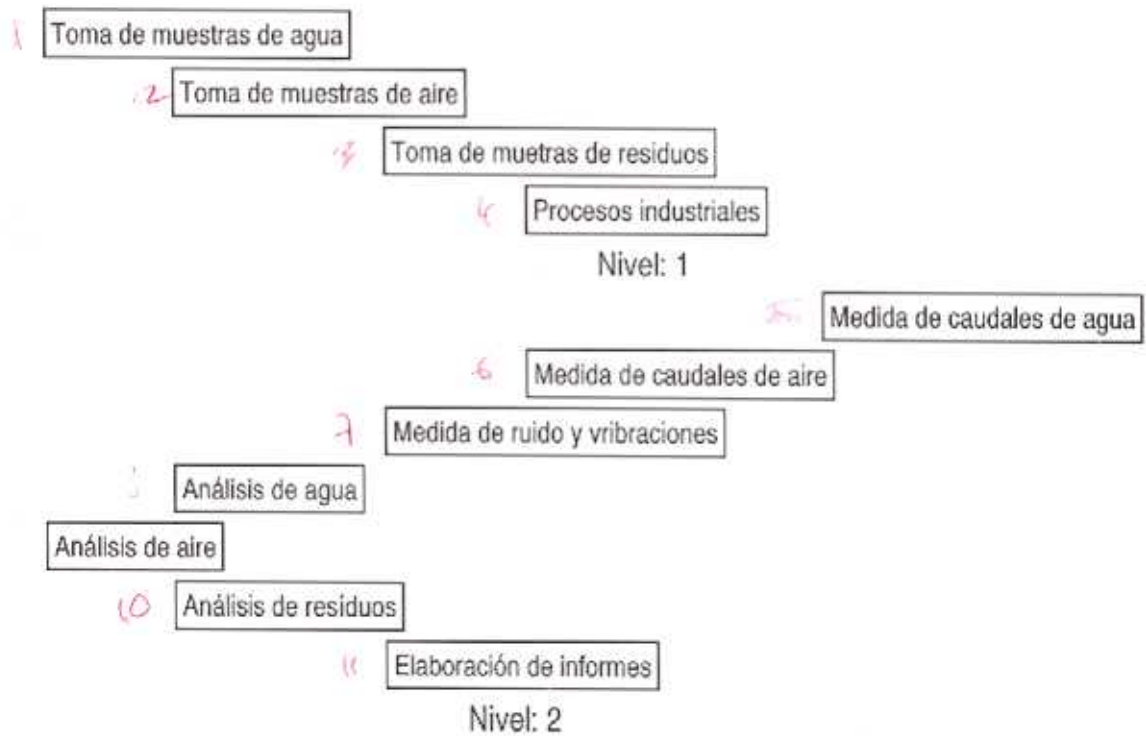 1 Toma de muestras de agua
2 Toma de muestras de aire
3 Toma de muetras de residuos
Procesos industriales
Nivel: 1
Medida de caudales de agua
6 Medida de caudales de aire
7 Medida de ruido y vribraciones
Análisis de agua
Análisis de aire
10 Análisis de residuos
11 Elaboración de informes
Nivel: 2